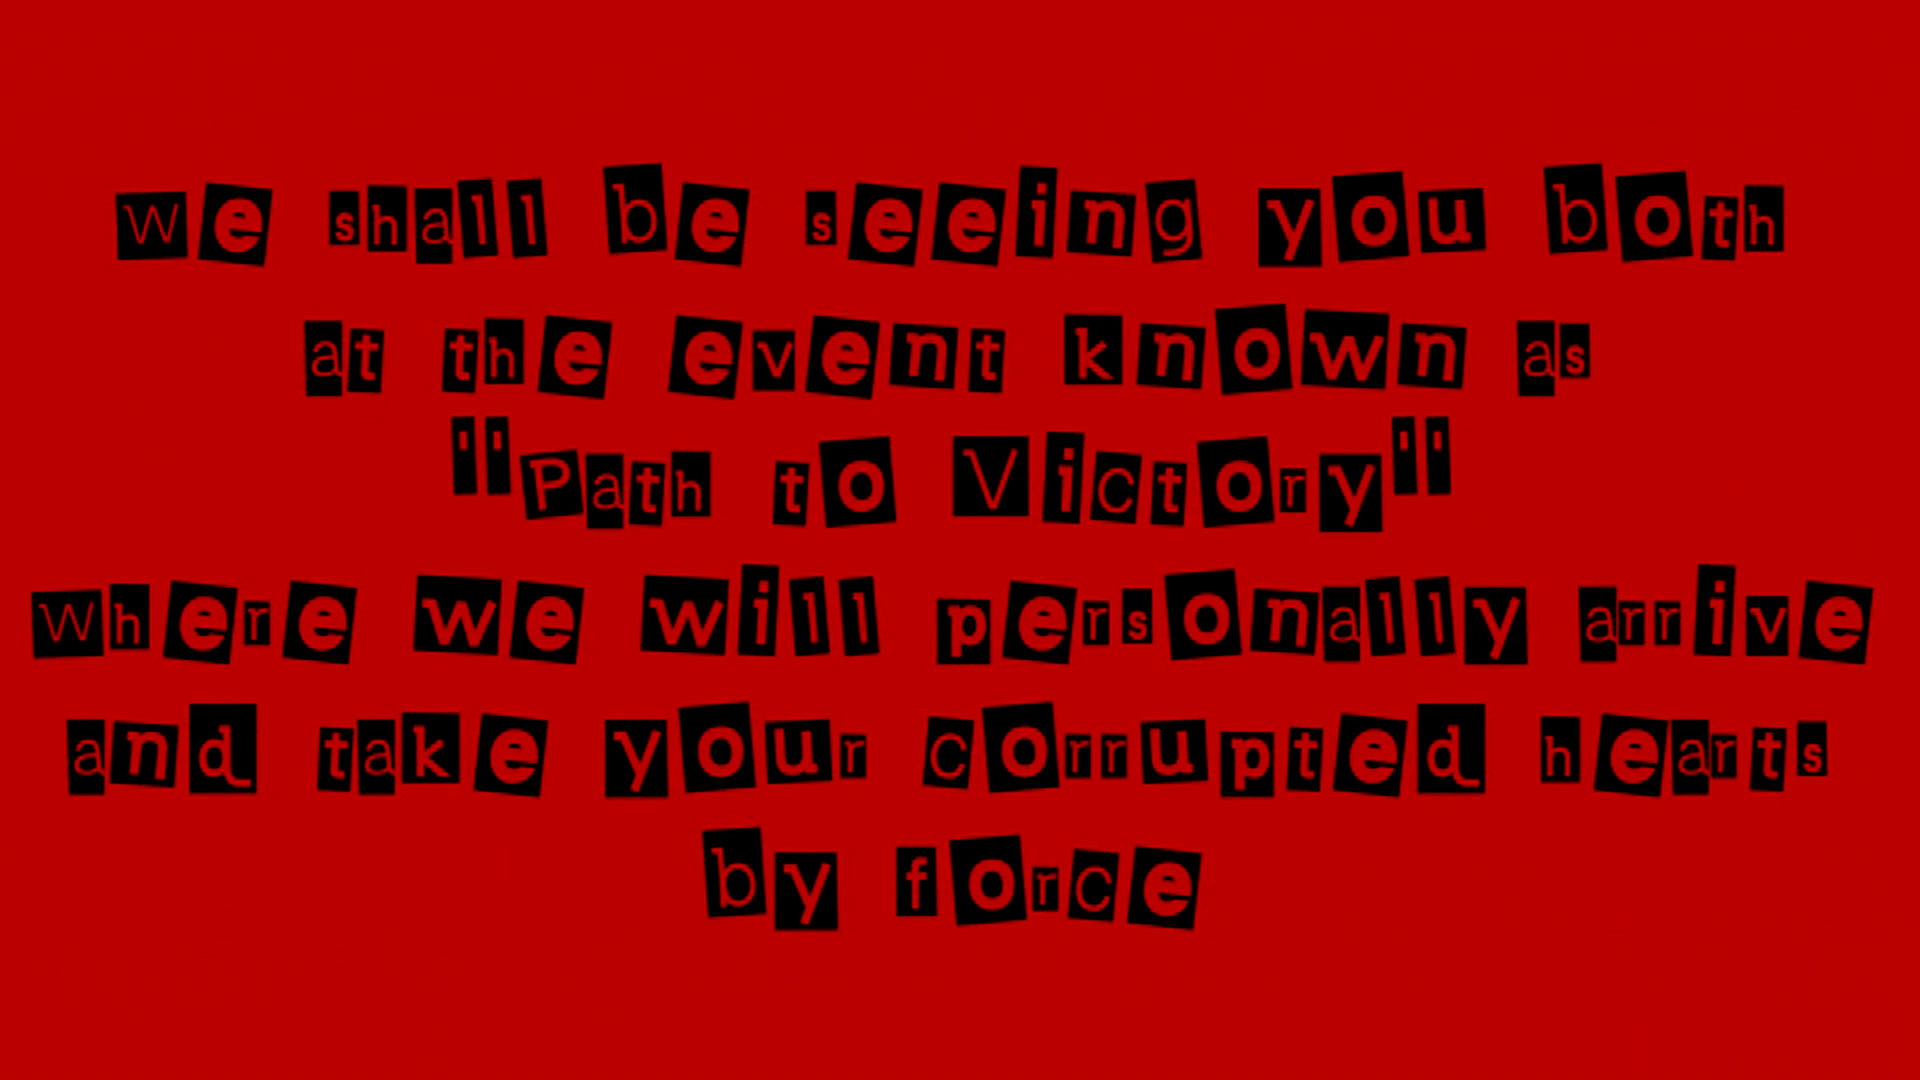 We shall be seeing you both
at the event known as
"Path to Victory"
Where we will personally arrive
and take your corrupted hearts
by force